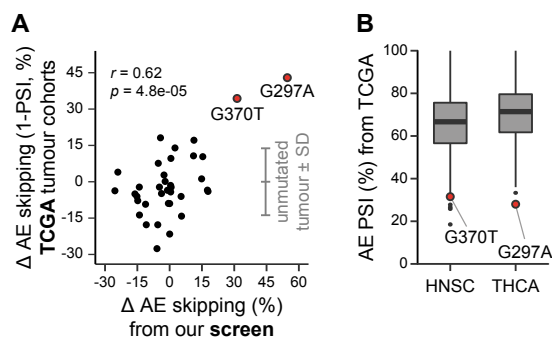 A
Δ AE skipping (1-PSI, %)
TCGA tumour cohorts
45
30
15
0
-15
-30
r = 0.62
p = 4.8e-05
G297A
G370T
unmutated
tumour ± SD
-30 -15 0 15 30 45 60
Δ AE skipping (%)
from our screen
B
AE PSI (%) from TCGA
100
80
60
40
20
0
G370T
G297A
HNSC THCA